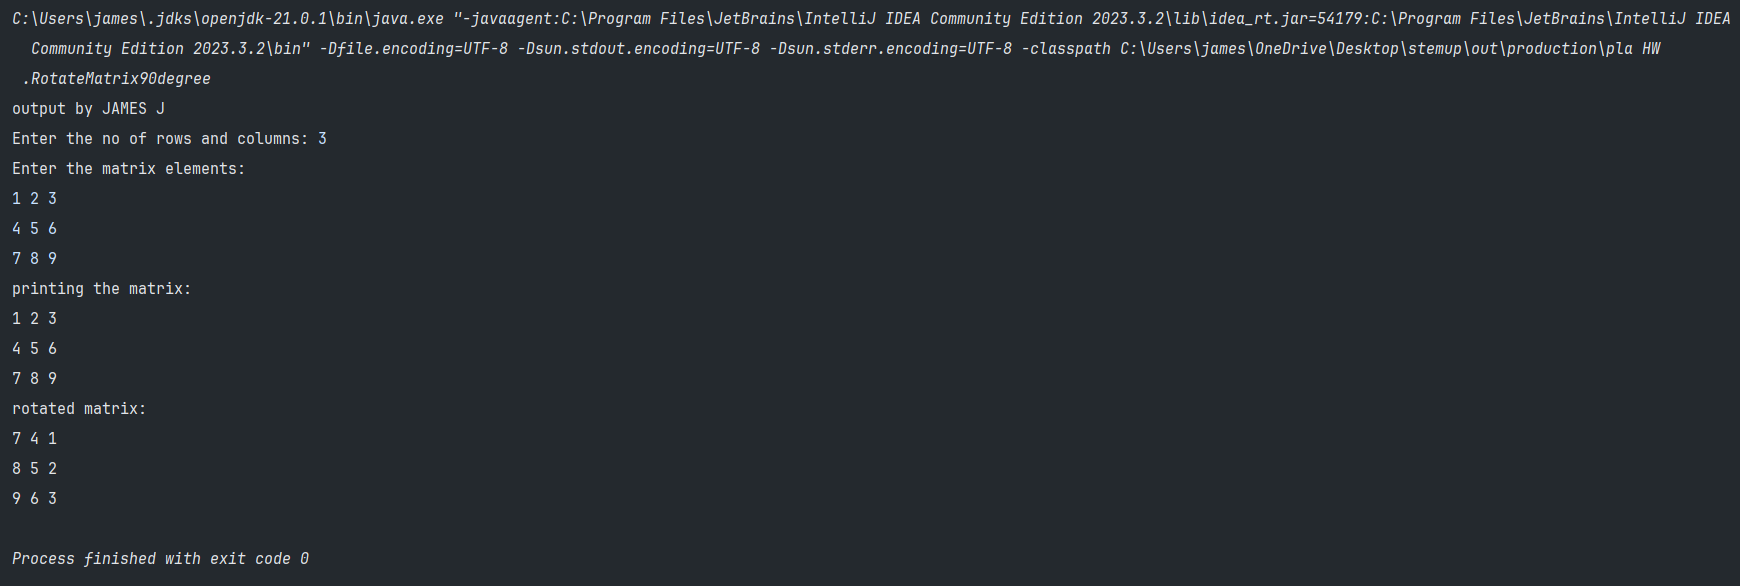 C:\Users\james\.jdks\openjdk-21.0.1\bin\java.exe "-javaagent:C:\Program Files\JetBrains\IntelliJ IDEA Community Edition 2023.3.2\lib\idea_rt.jar=54179:C:\Program Files\JetBrains\IntelliJ IDEA
Community Edition 2023.3.2\bin" -Dfile.encoding=UTF-8 -Dsun.stdout.encoding=UTF-8 -Dsun.stderr.encoding=UTF-8 -classpath C:\Users\james\OneDrive\Desktop\stemup\out\production\pla HW
.RotateMatrix90degree
output by JAMES J
Enter the no of rows and columns: 3
Enter the matrix elements:
1 2 3
4 5 6
7 8 9
printing the matrix:
1 2 3
4 5 6
7 8 9
rotated matrix:
7 4 1
8 5 2
9 6 3
Process finished with exit code 0